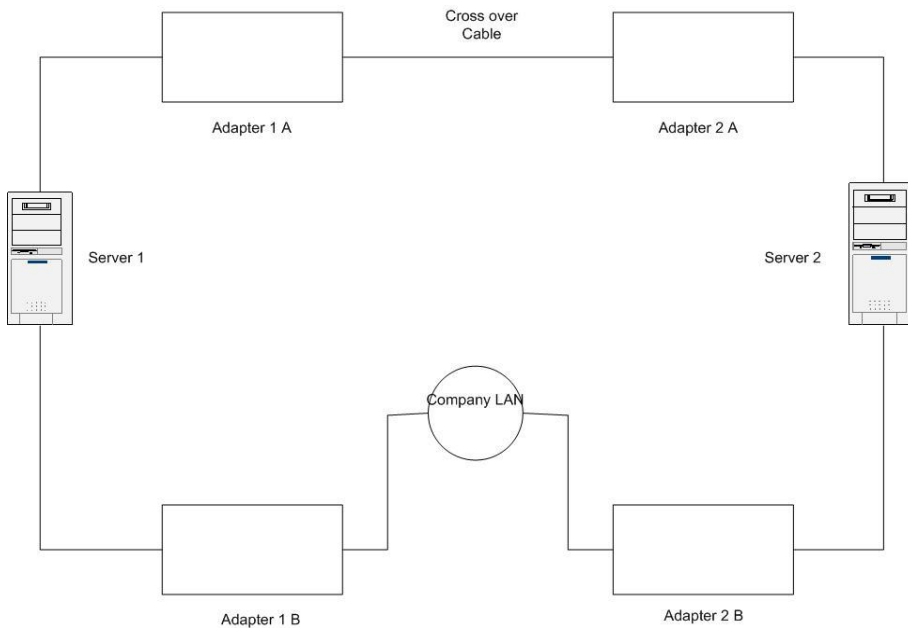 Cross over
Cable
Adapter 1 A
Adapter 2 A
Server 1
Server 2
Company LAN
Adapter 1 B
Adapter 2 B